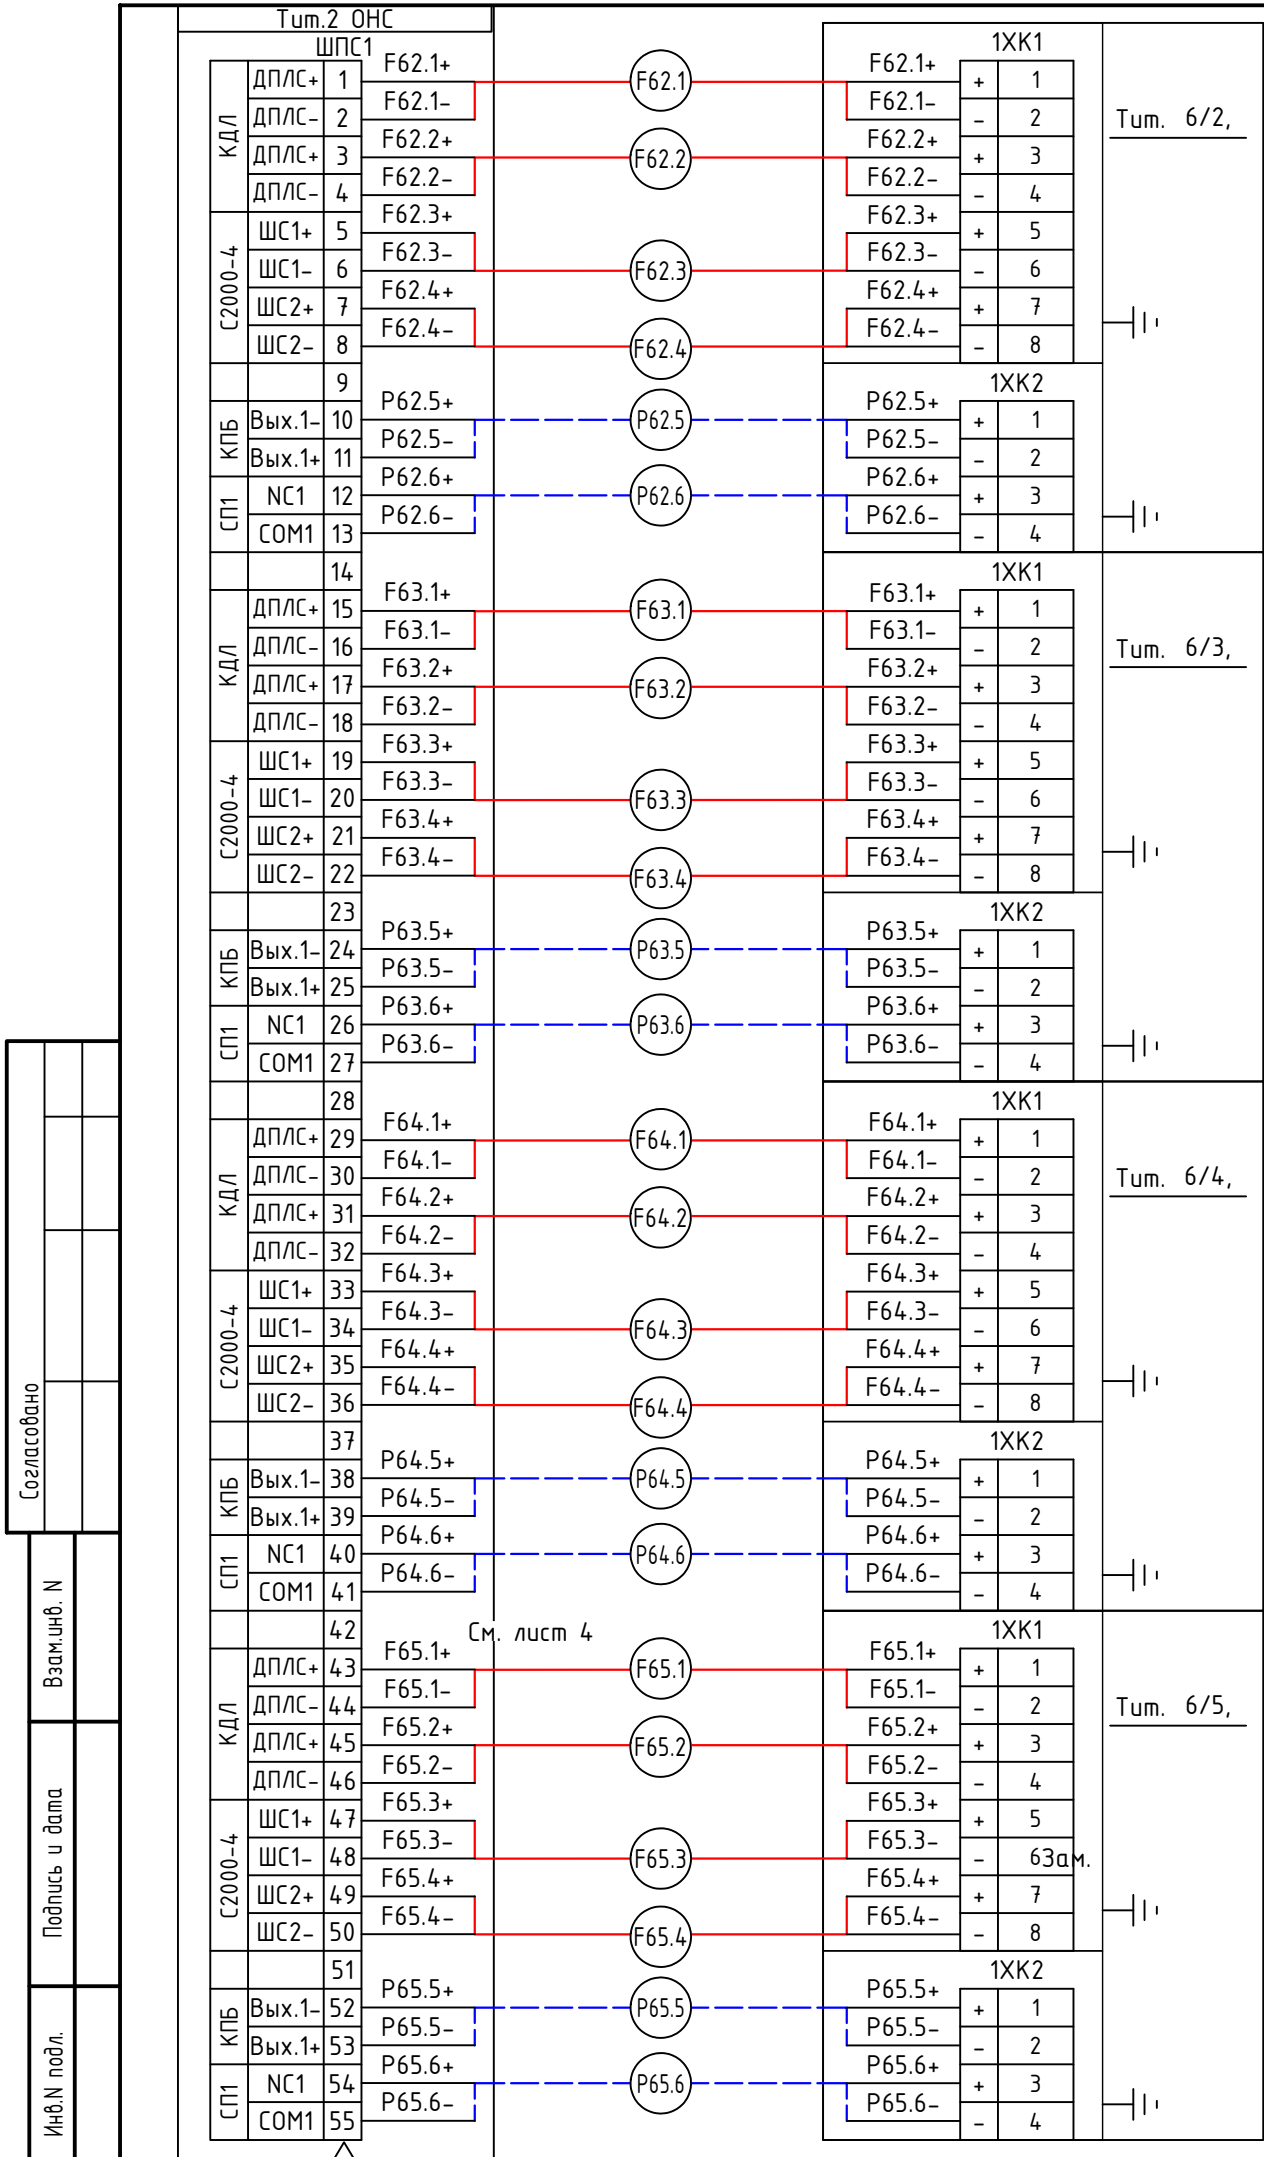 Тит.2 ОНС
ШПС1
1ХК1
КДЛ
ДПЛС+ 1 F62.1+ F62.1 F62.1+ + 1
ДПЛС- 2 F62.1- F62.1- - 2
Тит. 6/2,
ДПЛС+ 3 F62.2+ F62.2 F62.2+ + 3
ДПЛС- 4 F62.2- F62.2- - 4
С2000-4
ШС1+ 5 F62.3+ F62.3+ + 5
ШС1- 6 F62.3- F62.3 F62.3- - 6
ШС2+ 7 F62.4+ F62.4+ + 7
ШС2- 8 F62.4- F62.4 F62.4- - 8
9 1ХК2
КПБ
Вых.1- 10 P62.5+ P62.5 P62.5+ + 1
Вых.1+ 11 P62.5- P62.5- - 2
СП1
NC1 12 P62.6+ P62.6 P62.6+ + 3
COM1 13 P62.6- P62.6- - 4
14 1ХК1
КДЛ
ДПЛС+ 15 F63.1+ F63.1 F63.1+ + 1
ДПЛС- 16 F63.1- F63.1- - 2
Тит. 6/3,
ДПЛС+ 17 F63.2+ F63.2 F63.2+ + 3
ДПЛС- 18 F63.2- F63.2- - 4
С2000-4
ШС1+ 19 F63.3+ F63.3+ + 5
ШС1- 20 F63.3- F63.3 F63.3- - 6
ШС2+ 21 F63.4+ F63.4+ + 7
ШС2- 22 F63.4- F63.4 F63.4- - 8
23 1ХК2
КПБ
Вых.1- 24 P63.5+ P63.5 P63.5+ + 1
Вых.1+ 25 P63.5- P63.5- - 2
СП1
NC1 26 P63.6+ P63.6 P63.6+ + 3
COM1 27 P63.6- P63.6- - 4
28 1ХК1
КДЛ
ДПЛС+ 29 F64.1+ F64.1 F64.1+ + 1
ДПЛС- 30 F64.1- F64.1- - 2
Тит. 6/4,
ДПЛС+ 31 F64.2+ F64.2 F64.2+ + 3
ДПЛС- 32 F64.2- F64.2- - 4
С2000-4
ШС1+ 33 F64.3+ F64.3+ + 5
ШС1- 34 F64.3- F64.3 F64.3- - 6
ШС2+ 35 F64.4+ F64.4+ + 7
ШС2- 36 F64.4- F64.4 F64.4- - 8
37 1ХК2
КПБ
Вых.1- 38 P64.5+ P64.5 P64.5+ + 1
Вых.1+ 39 P64.5- P64.5- - 2
СП1
NC1 40 P64.6+ P64.6 P64.6+ + 3
COM1 41 P64.6- P64.6- - 4
42 См. лист 4 1ХК1
КДЛ
ДПЛС+ 43 F65.1+ F65.1 F65.1+ + 1
ДПЛС- 44 F65.1- F65.1- - 2
Тит. 6/5,
ДПЛС+ 45 F65.2+ F65.2 F65.2+ + 3
ДПЛС- 46 F65.2- F65.2- - 4
С2000-4
ШС1+ 47 F65.3+ F65.3+ + 5
ШС1- 48 F65.3- F65.3 F65.3- - 6 Зам.
ШС2+ 49 F65.4+ F65.4+ + 7
ШС2- 50 F65.4- F65.4 F65.4- - 8
51 1ХК2
КПБ
Вых.1- 52 P65.5+ P65.5 P65.5+ + 1
Вых.1+ 53 P65.5- P65.5- - 2
СП1
NC1 54 P65.6+ P65.6 P65.6+ + 3
COM1 55 P65.6- P65.6- - 4
Согласовано
Взам.инв. N
Подпись и дата
Инв.N подл.